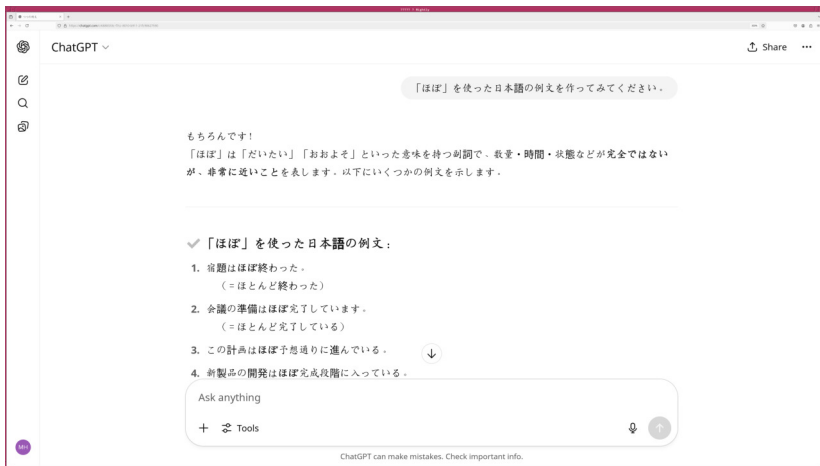 ChatGPT
Share
「ほぼ」を使った日本語の例文を作ってみてください。
もちろんです！
「ほぼ」は「だいたい」「おおよそ」といった意味を持つ副詞で、数量・時間・状態などが完全ではない
が、非常に近いことを表します。以下にいくつかの例文を示します。
「ほぼ」を使った日本語の例文：
1. 宿題はほぼ終わった。
（＝ほとんど終わった）
2. 会議の準備はほぼ完了しています。
（＝ほとんど完了している）
3. この計画はほぼ予想通りに進んでいる。
4. 新製品の開発はほぼ完成段階に入っている。
Ask anything
Tools
MH
ChatGPT can make mistakes. Check important info.